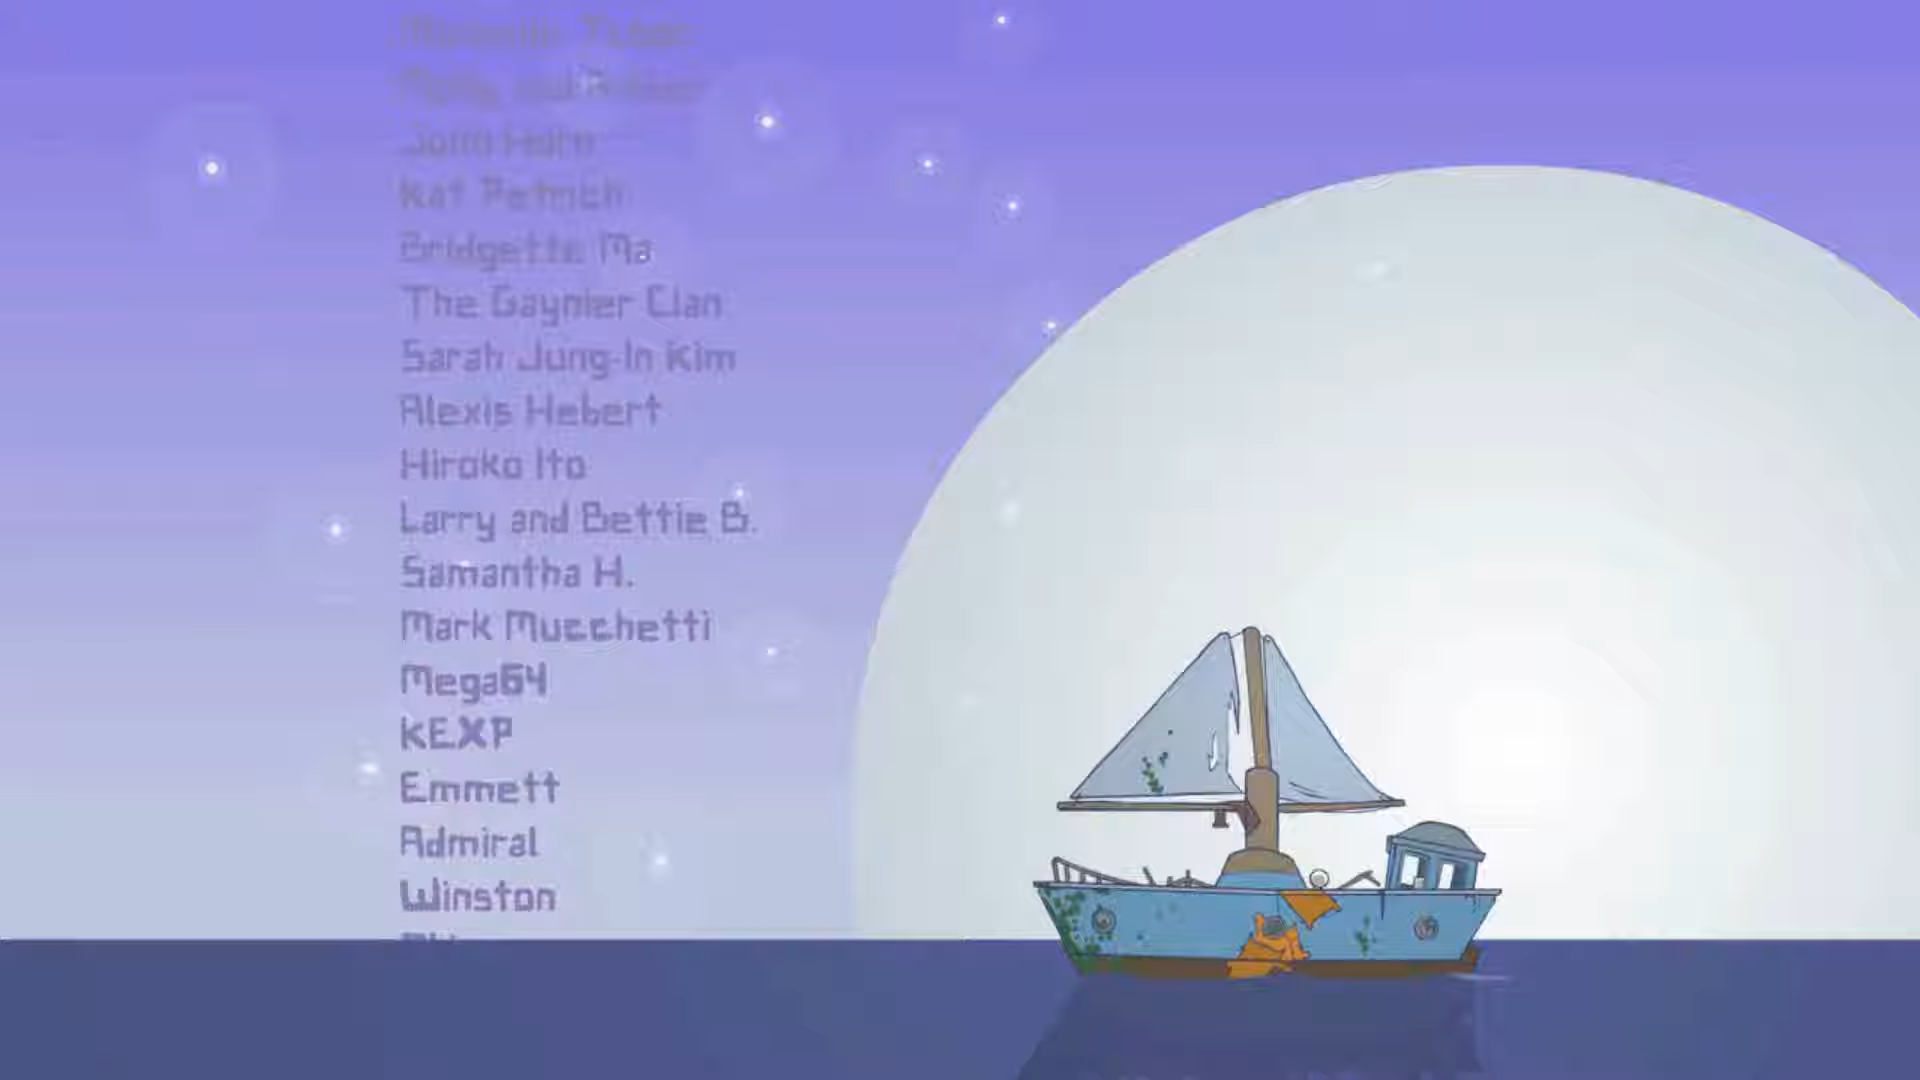 John Horn
Kat Petrich
Bridgette Ma
The Gaynier Clan
Sarah Jung-In Kim
Alexis Hebert
Hiroko Ito
Larry and Bettie B.
Samantha H.
Mark Mucchetti
Mega64
KEXP
Emmett
Admiral
Winston